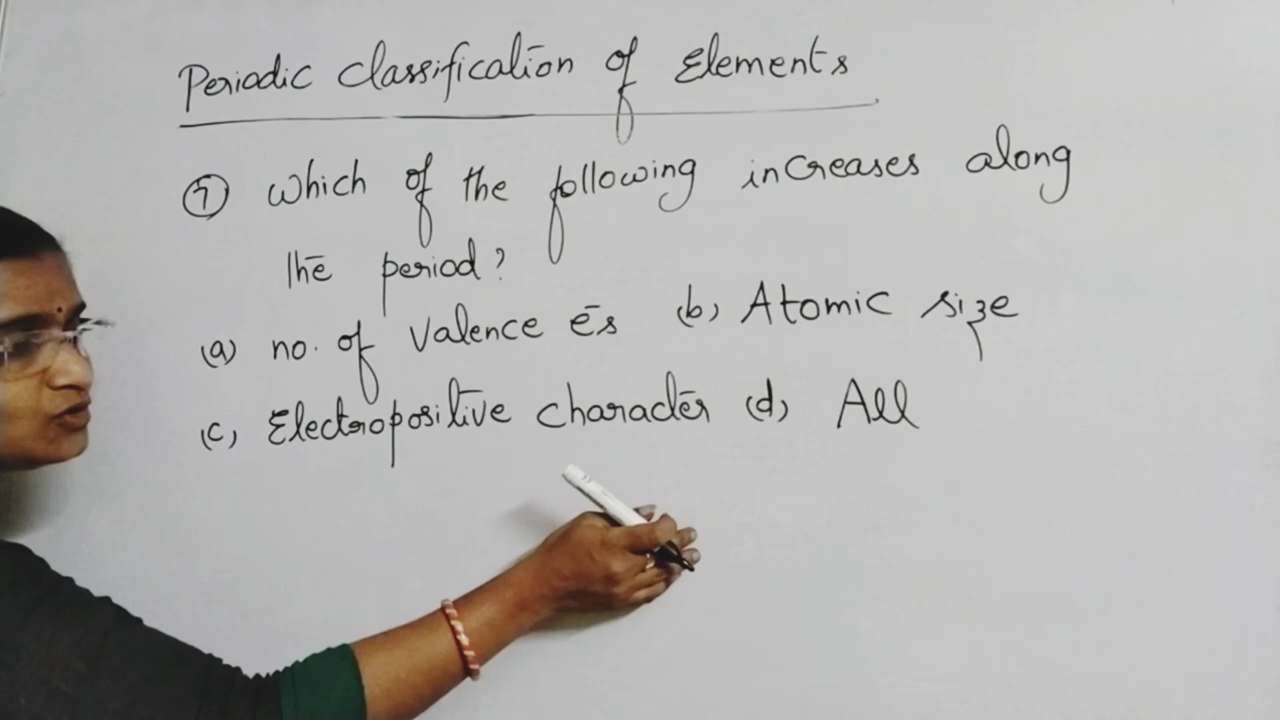 Periodic Classification of Elements
⑦ Which of the following increases along
the period?
(a) no. of Valence ēs (b) Atomic size
(c) Electropositive character (d) All